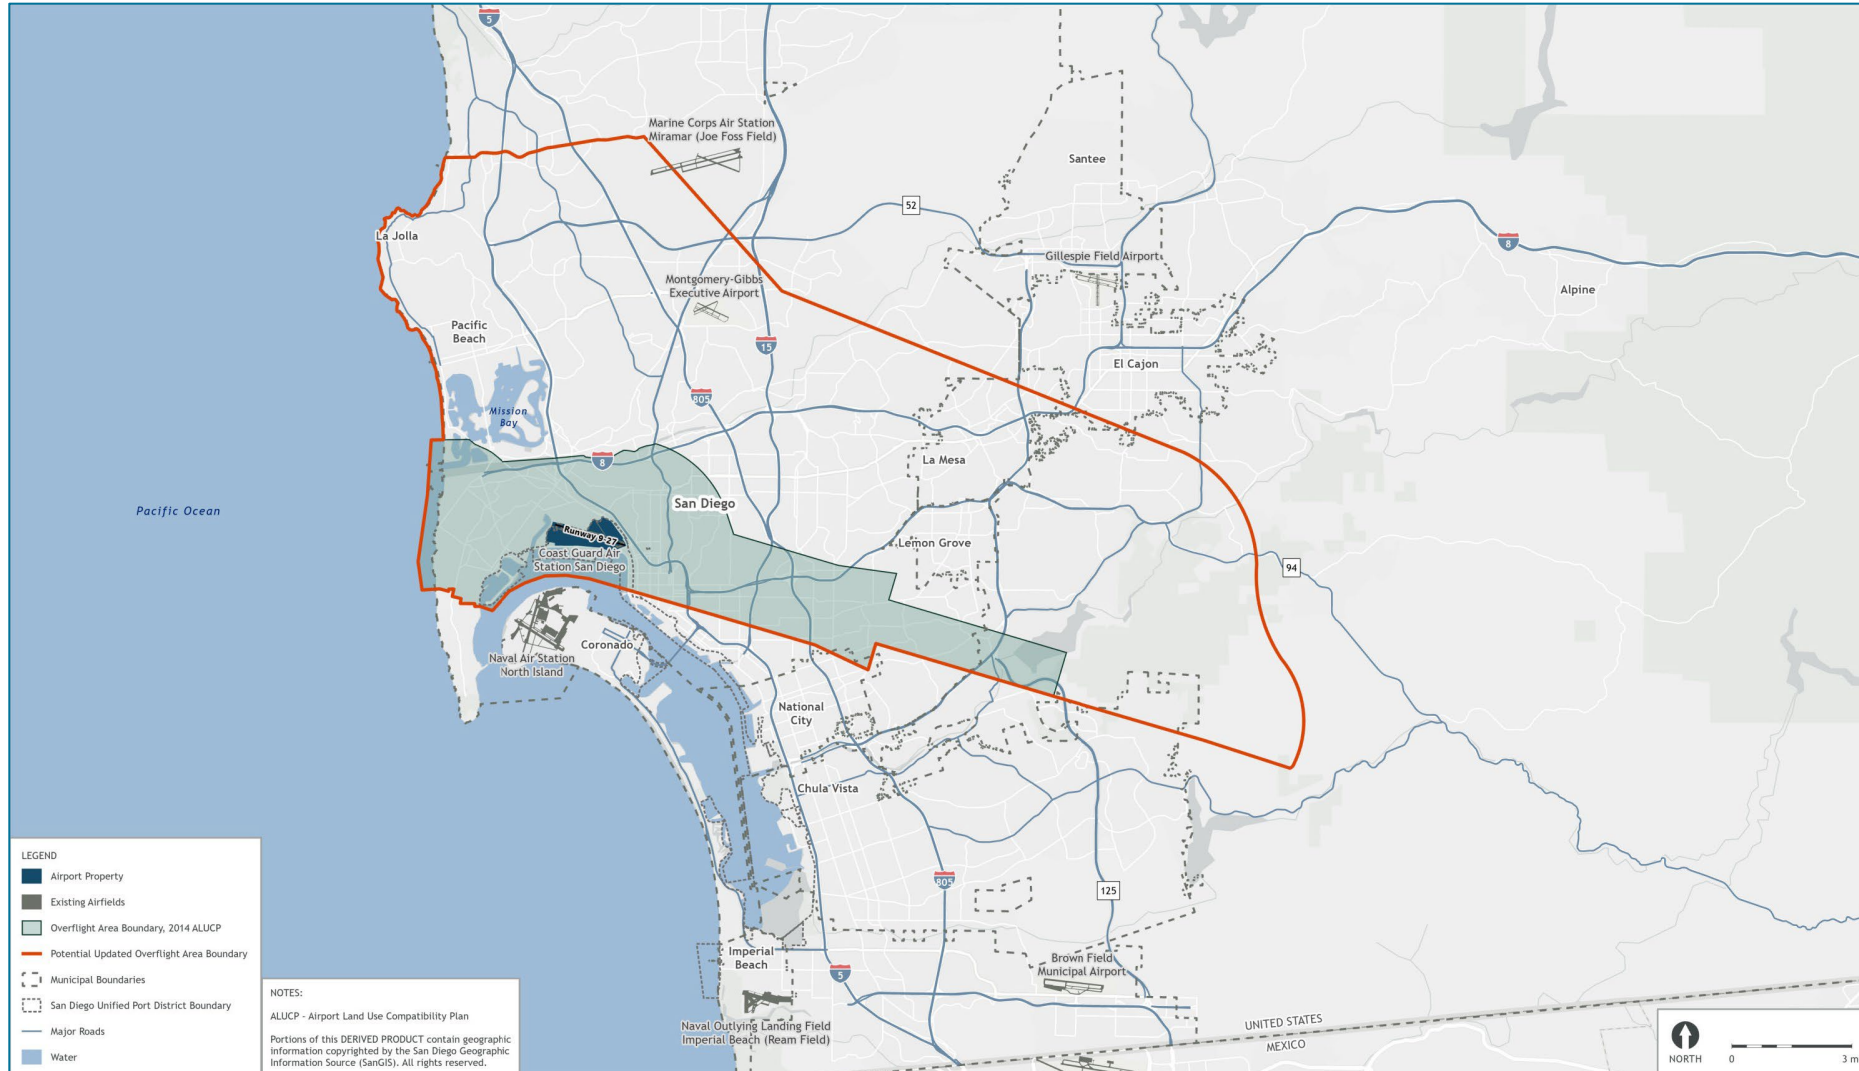 5
Marine Corps Air Station
Miramar (Joe Foss Field)
Santee
52
La Jolla
8
Gillespie Field Airport
Montgomery-Gibbs
Executive Airport
Alpine
Pacific
Beach
15
El Cajon
805
Mission
Bay
8
La Mesa
San Diego
Pacific Ocean
Runway 9-27
Lemon Grove
Coast Guard Air
Station San Diego
94
Coronado
Naval Air Station
North Island
National
City
Chula Vista
805
125
Imperial
Beach
Brown Field
Municipal Airport
5
Naval Outlying Landing Field
Imperial Beach (Ream Field)
UNITED STATES
MEXICO
LEGEND
Airport Property
Existing Airfields
Overflight Area Boundary, 2014 ALUCP
Potential Updated Overflight Area Boundary
Municipal Boundaries
San Diego Unified Port District Boundary
Major Roads
Water
NOTES:
ALUCP - Airport Land Use Compatibility Plan
Portions of this DERIVED PRODUCT contain geographic
information copyrighted by the San Diego Geographic
Information Source (SanGIS). All rights reserved.
NORTH
0
3 m